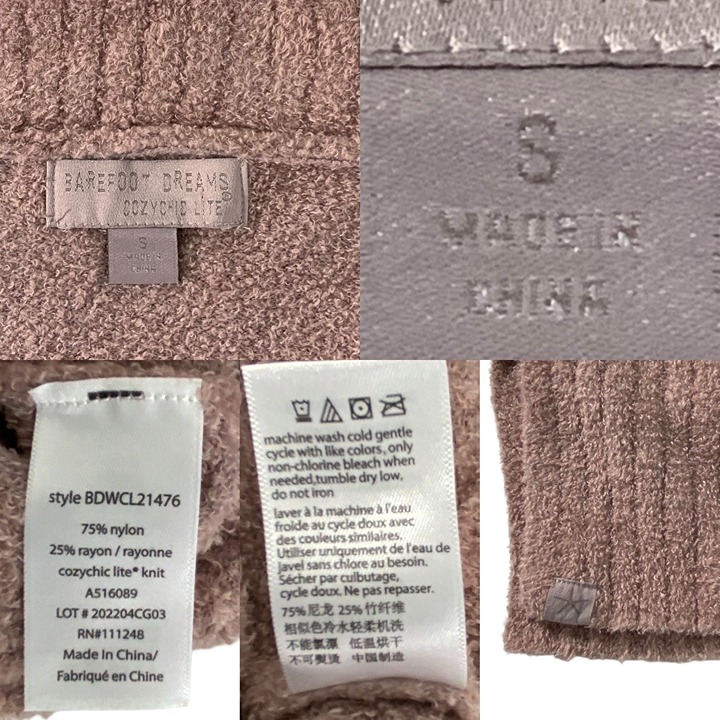 BAREFOOT DREAMS®
COZYCHIC LITE®
S
MADE IN
CHINA
S
MADE IN
CHINA
style BDWCL21476
75% nylon
25% rayon / rayonne
cozychic lite® knit
A516089
LOT # 202204CG03
RN#111248
Made In China/
Fabriqué en Chine
machine wash cold gentle
cycle with like colors, only
non-chlorine bleach when
needed,tumble dry low,
do not iron
laver à la machine à l'eau
froide au cycle doux avec
des couleurs similaires.
Utiliser uniquement de l'eau de
javel sans chlore au besoin.
Sécher par culbutage,
cycle doux. Ne pas repasser.
75%尼龙 25%竹纤维
相似色冷水轻柔机洗
不能氯漂 低温烘干
不可熨烫 中国制造